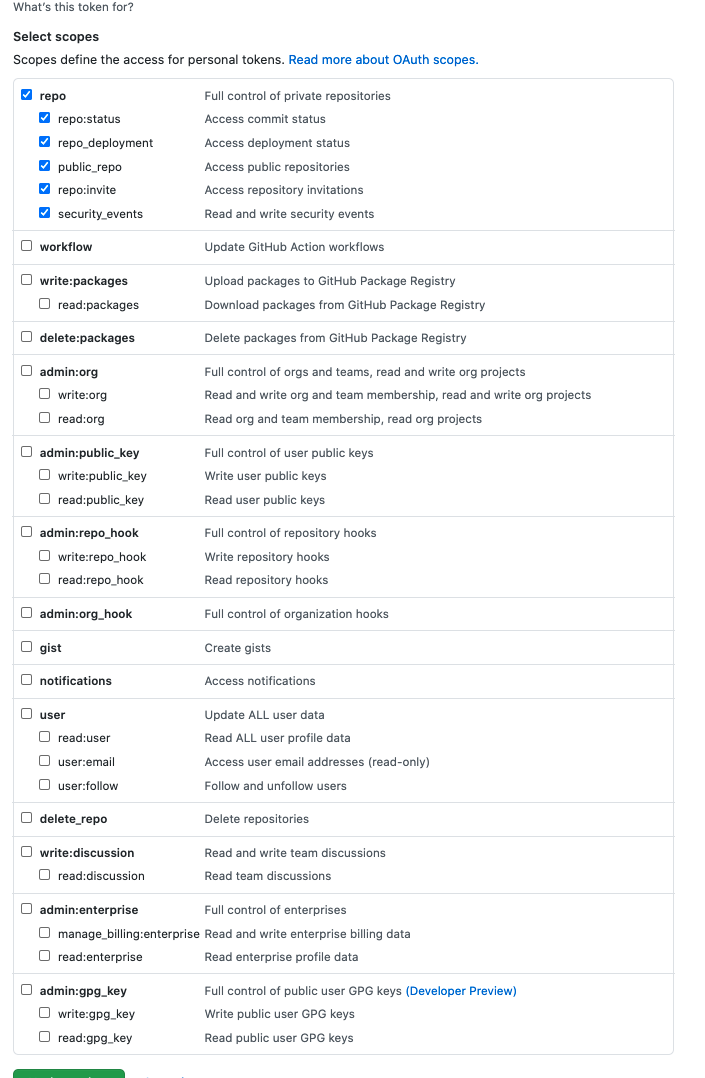 What's this token for?
Select scopes
Scopes define the access for personal tokens. Read more about OAuth scopes.
repo Full control of private repositories
repo:status Access commit status
repo_deployment Access deployment status
public_repo Access public repositories
repo:invite Access repository invitations
security_events Read and write security events
workflow Update GitHub Action workflows
write:packages Upload packages to GitHub Package Registry
read:packages Download packages from GitHub Package Registry
delete:packages Delete packages from GitHub Package Registry
admin:org Full control of orgs and teams, read and write org projects
write:org Read and write org and team membership, read and write org projects
read:org Read org and team membership, read org projects
admin:public_key Full control of user public keys
write:public_key Write user public keys
read:public_key Read user public keys
admin:repo_hook Full control of repository hooks
write:repo_hook Write repository hooks
read:repo_hook Read repository hooks
admin:org_hook Full control of organization hooks
gist Create gists
notifications Access notifications
user Update ALL user data
read:user Read ALL user profile data
user:email Access user email addresses (read-only)
user:follow Follow and unfollow users
delete_repo Delete repositories
write:discussion Read and write team discussions
read:discussion Read team discussions
admin:enterprise Full control of enterprises
manage_billing:enterprise Read and write enterprise billing data
read:enterprise Read enterprise profile data
admin:gpg_key Full control of public user GPG keys (Developer Preview)
write:gpg_key Write public user GPG keys
read:gpg_key Read public user GPG keys